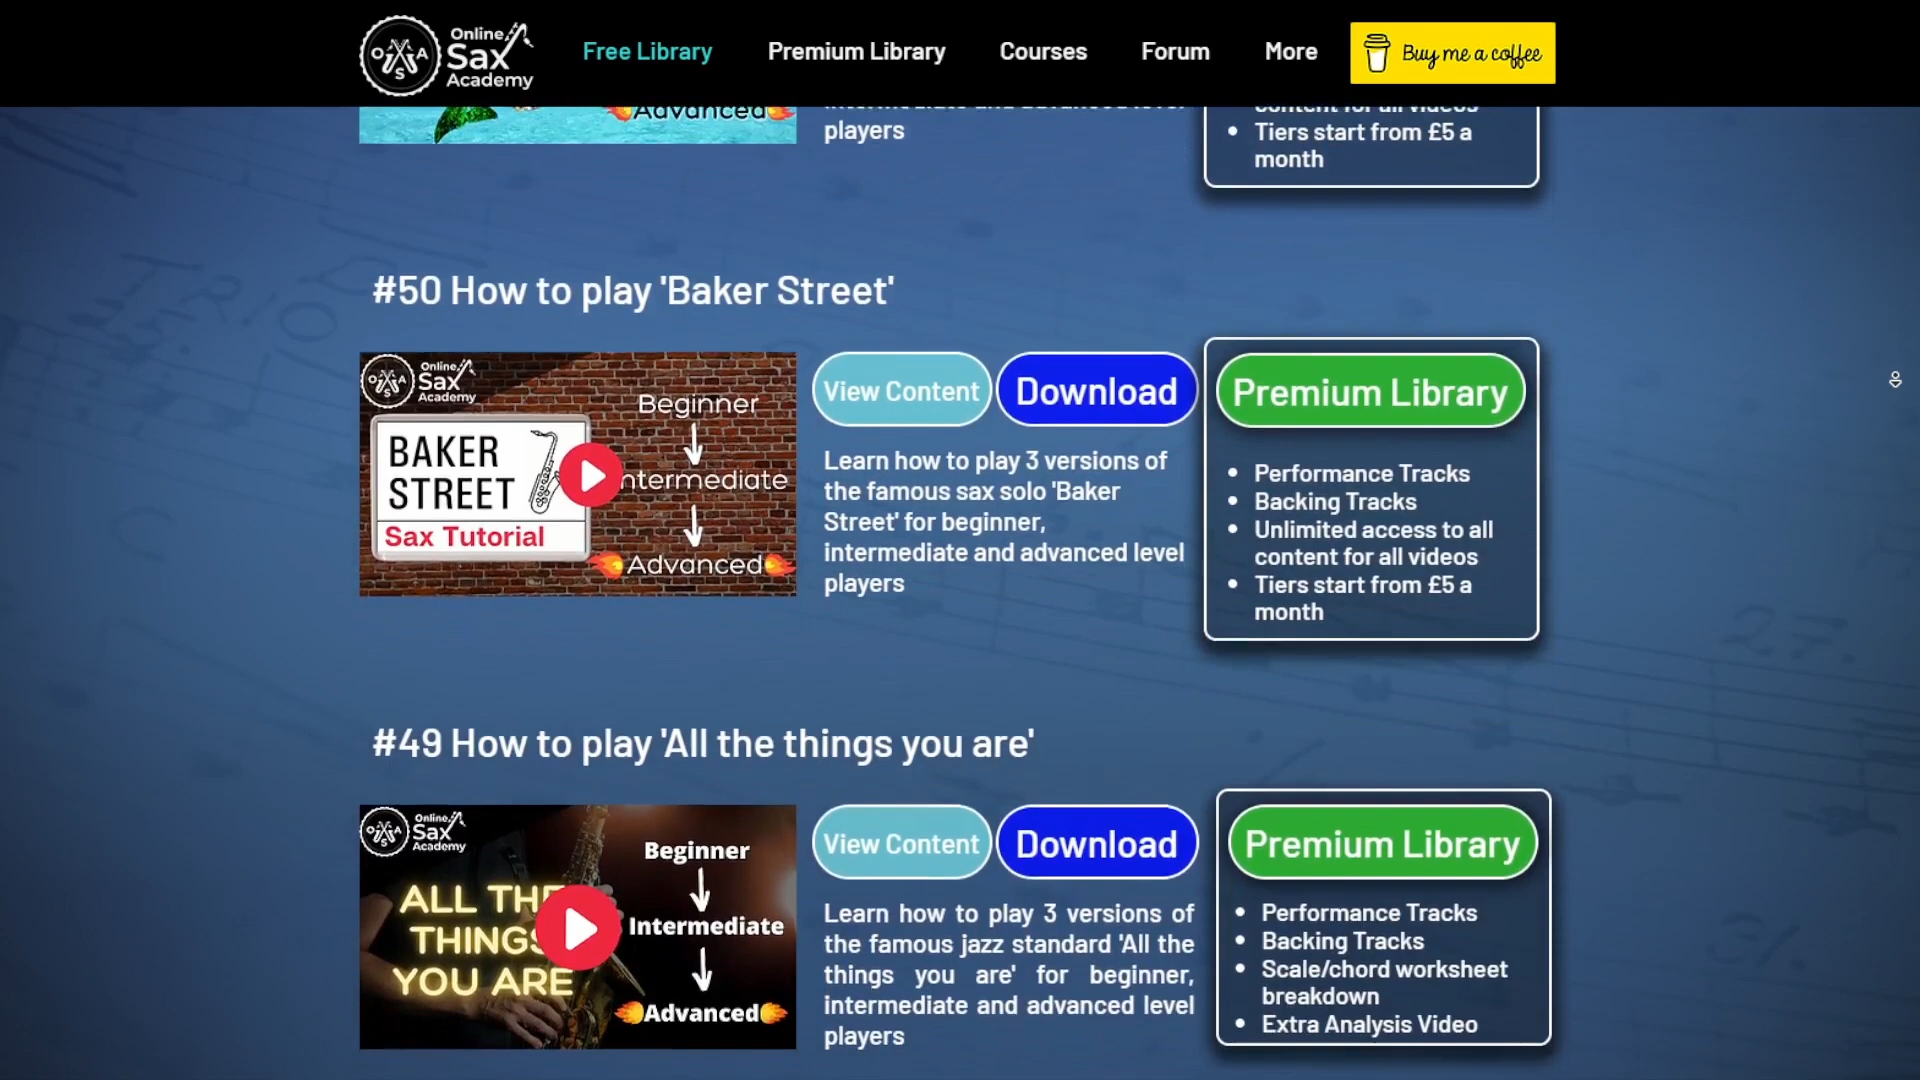 Online
Sax
Academy
O S A
Free Library
Premium Library
Courses
Forum
More
Buy me a coffee
Advanced
players
content for all videos
Tiers start from £5 a
month
#50 How to play 'Baker Street'
Online
Sax
Academy
O S A
BAKER
STREET
Sax Tutorial
Beginner
ntermediate
Advanced
View Content
Download
Learn how to play 3 versions of
the famous sax solo 'Baker
Street' for beginner,
intermediate and advanced level
players
Premium Library
Performance Tracks
Backing Tracks
Unlimited access to all
content for all videos
Tiers start from £5 a
month
#49 How to play 'All the things you are'
Online
Sax
Academy
O S A
ALL THE
THINGS
YOU ARE
Beginner
Intermediate
Advanced
View Content
Download
Learn how to play 3 versions of
the famous jazz standard 'All the
things you are' for beginner,
intermediate and advanced level
players
Premium Library
Performance Tracks
Backing Tracks
Scale/chord worksheet
breakdown
Extra Analysis Video